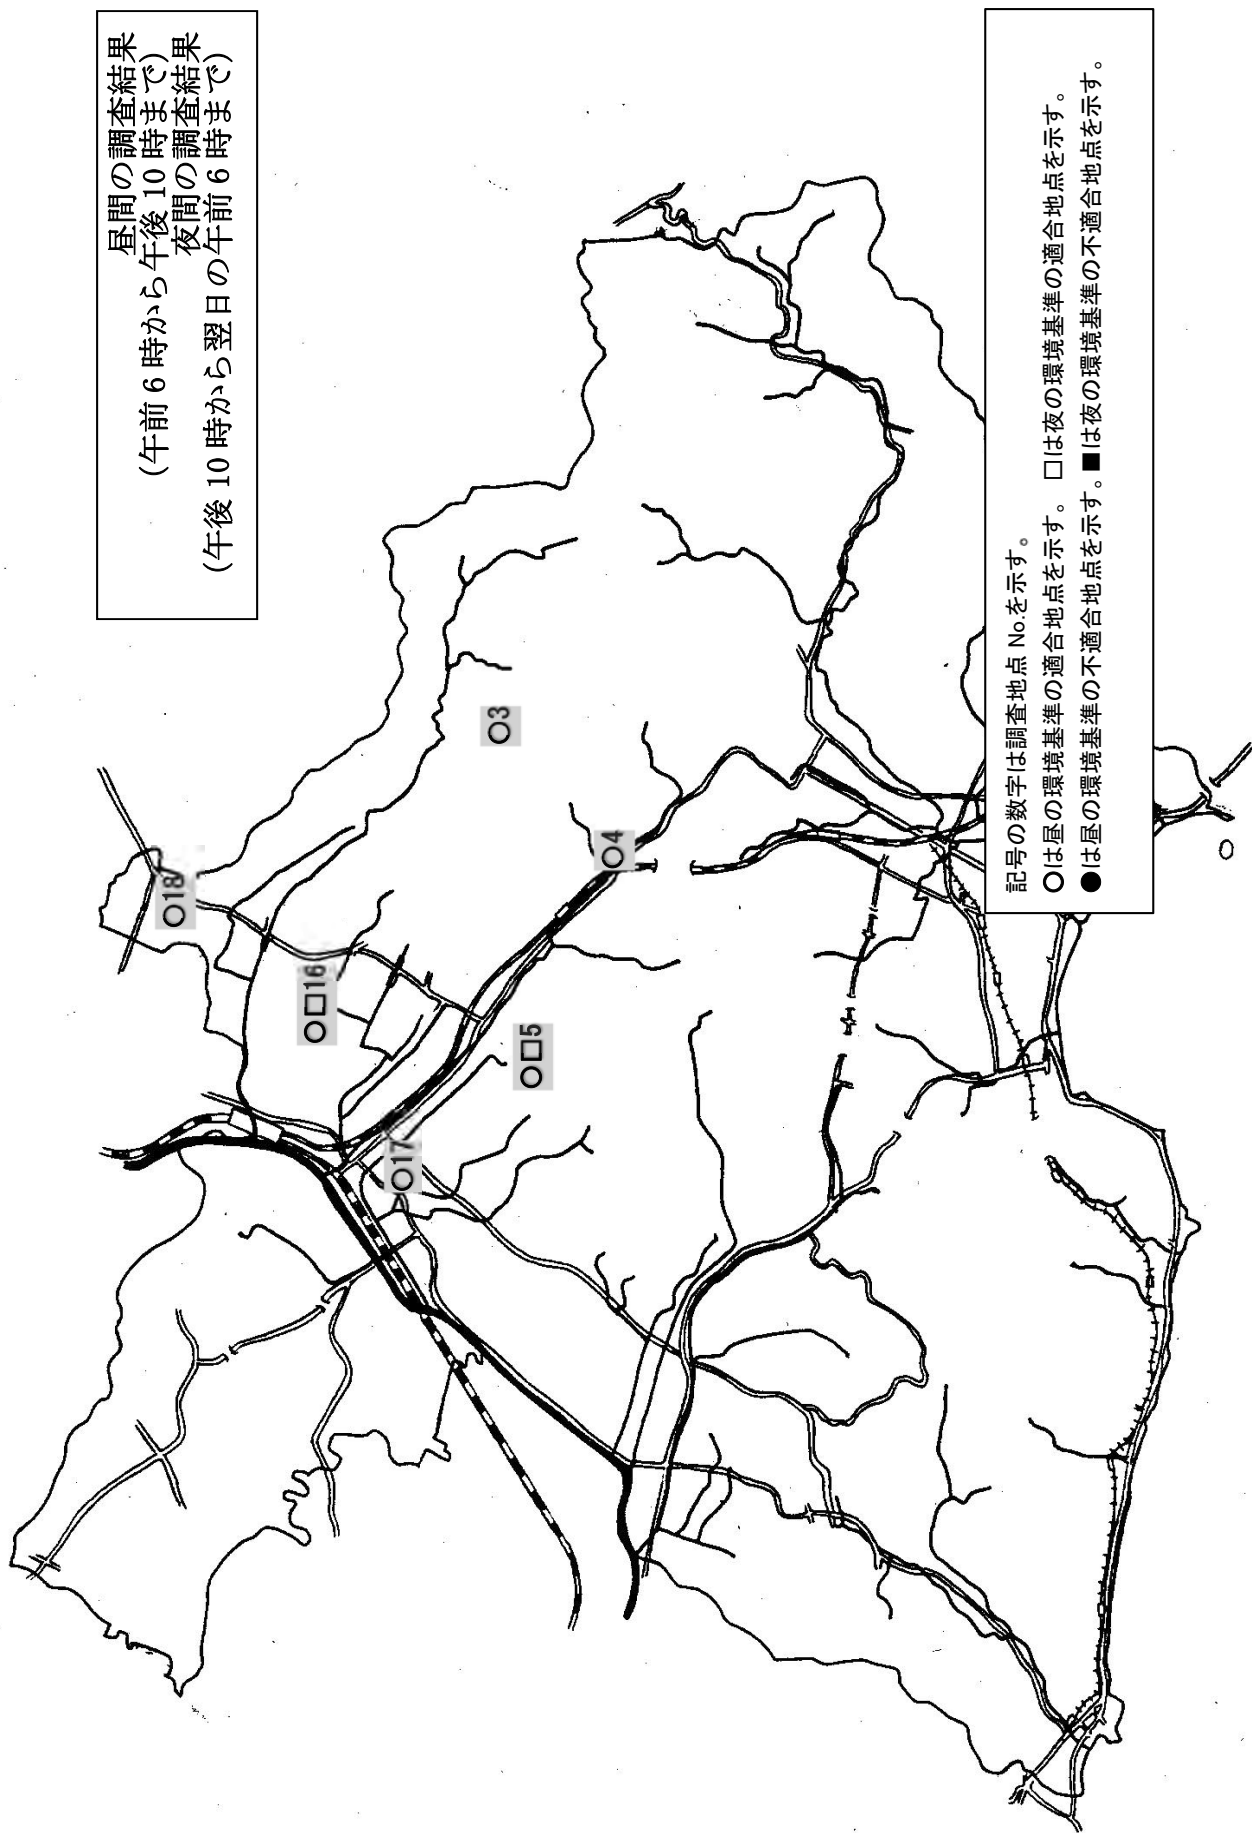 昼間の調査結果
(午前 6 時から午後 10 時まで)
夜間の調査結果
(午後 10 時から翌日の午前 6 時まで)
○18
○□16
○17
○3
○□5
○4
記号の数字は調査地点 No.を示す。
○は昼の環境基準の適合地点を示す。 □は夜の環境基準の適合地点を示す。
●は昼の環境基準の不適合地点を示す。■は夜の環境基準の不適合地点を示す。